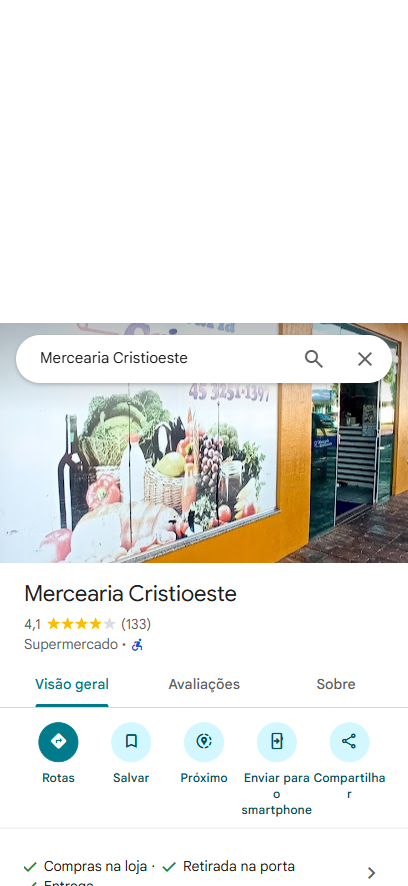 Mercearia Cristioeste
45 3251-1397
Mercearia Cristioeste
4,1 (133)
Supermercado ·
Visão geral Avaliações Sobre
Rotas Salvar Próximo Enviar para o smartphone Compartilhar
Compras na loja · Retirada na porta
Entrega